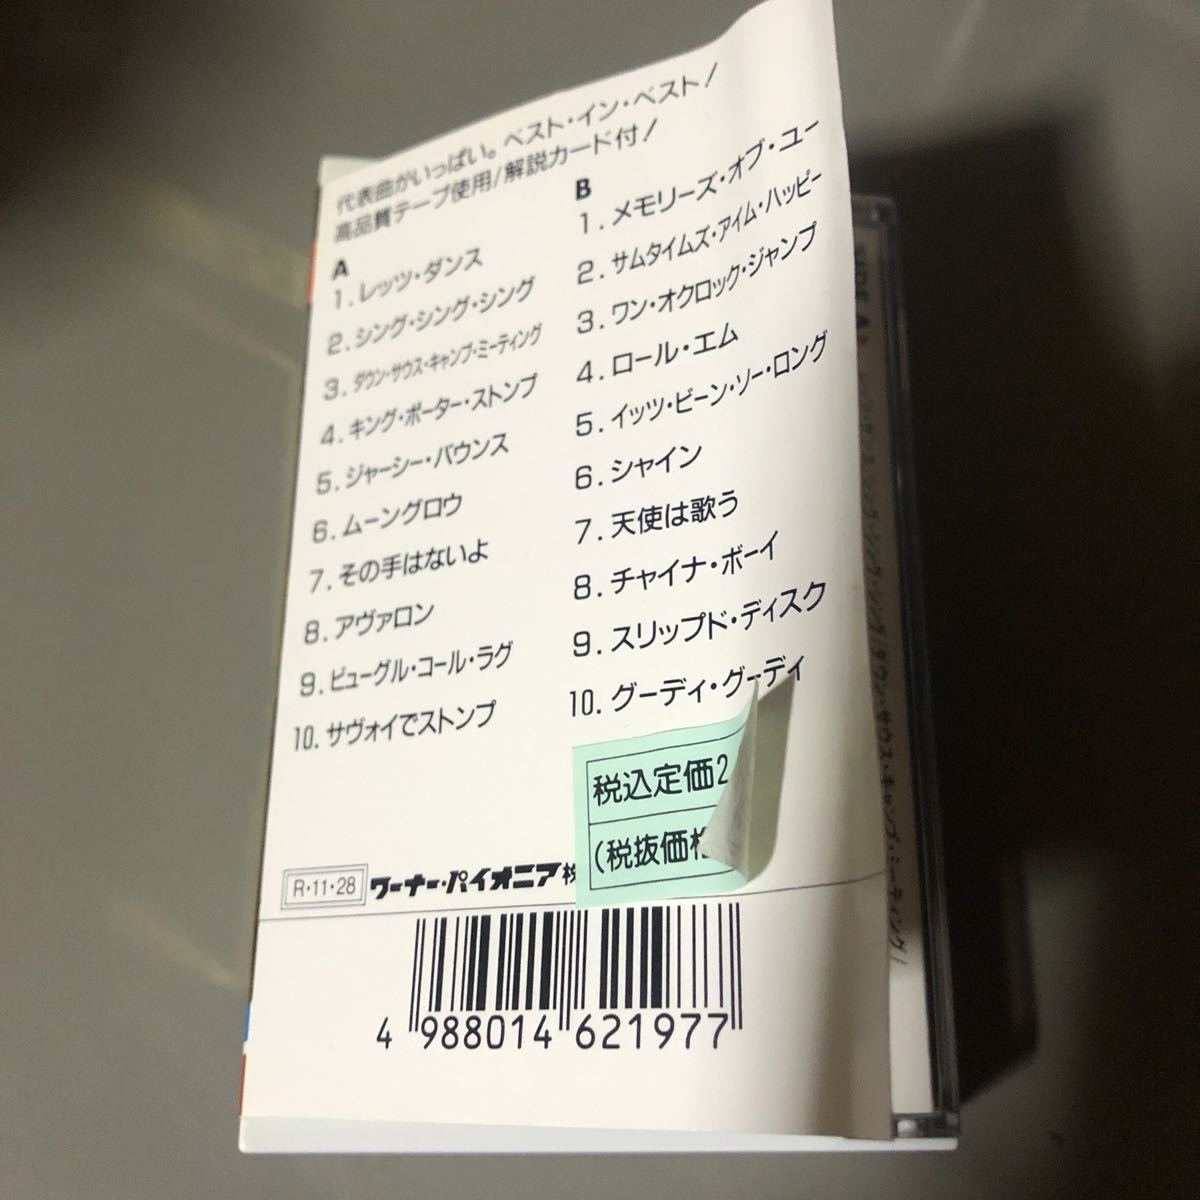 代表曲がいっぱい。ベスト・イン・ベスト!
高品質テープ使用/解説カード付!
A
1.レッツ・ダンス
2.シング・シング・シング
3.ダウン・サウス・キャンプ・ミーティング
4.キング・ポーター・ストンプ
5.ジャーシー・バウンス
6.ムーングロウ
7.その手はないよ
8.アヴァロン
9.ビューグル・コール・ラグ
10.サヴォイでストンプ
B
1.メモリーズ・オブ・ユー
2.サムタイムズ・アイム・ハッピー
3.ワン・オクロック・ジャンプ
4.ロール・エム
5.イッツ・ビーン・ソー・ロング
6.シャイン
7.天使は歌う
8.チャイナ・ボーイ
9.スリップド・ディスク
10.グーディ・グーディ
税込定価2
(税抜価格
R・11・28 ワーナー・パイオニア株
4 988014 621977